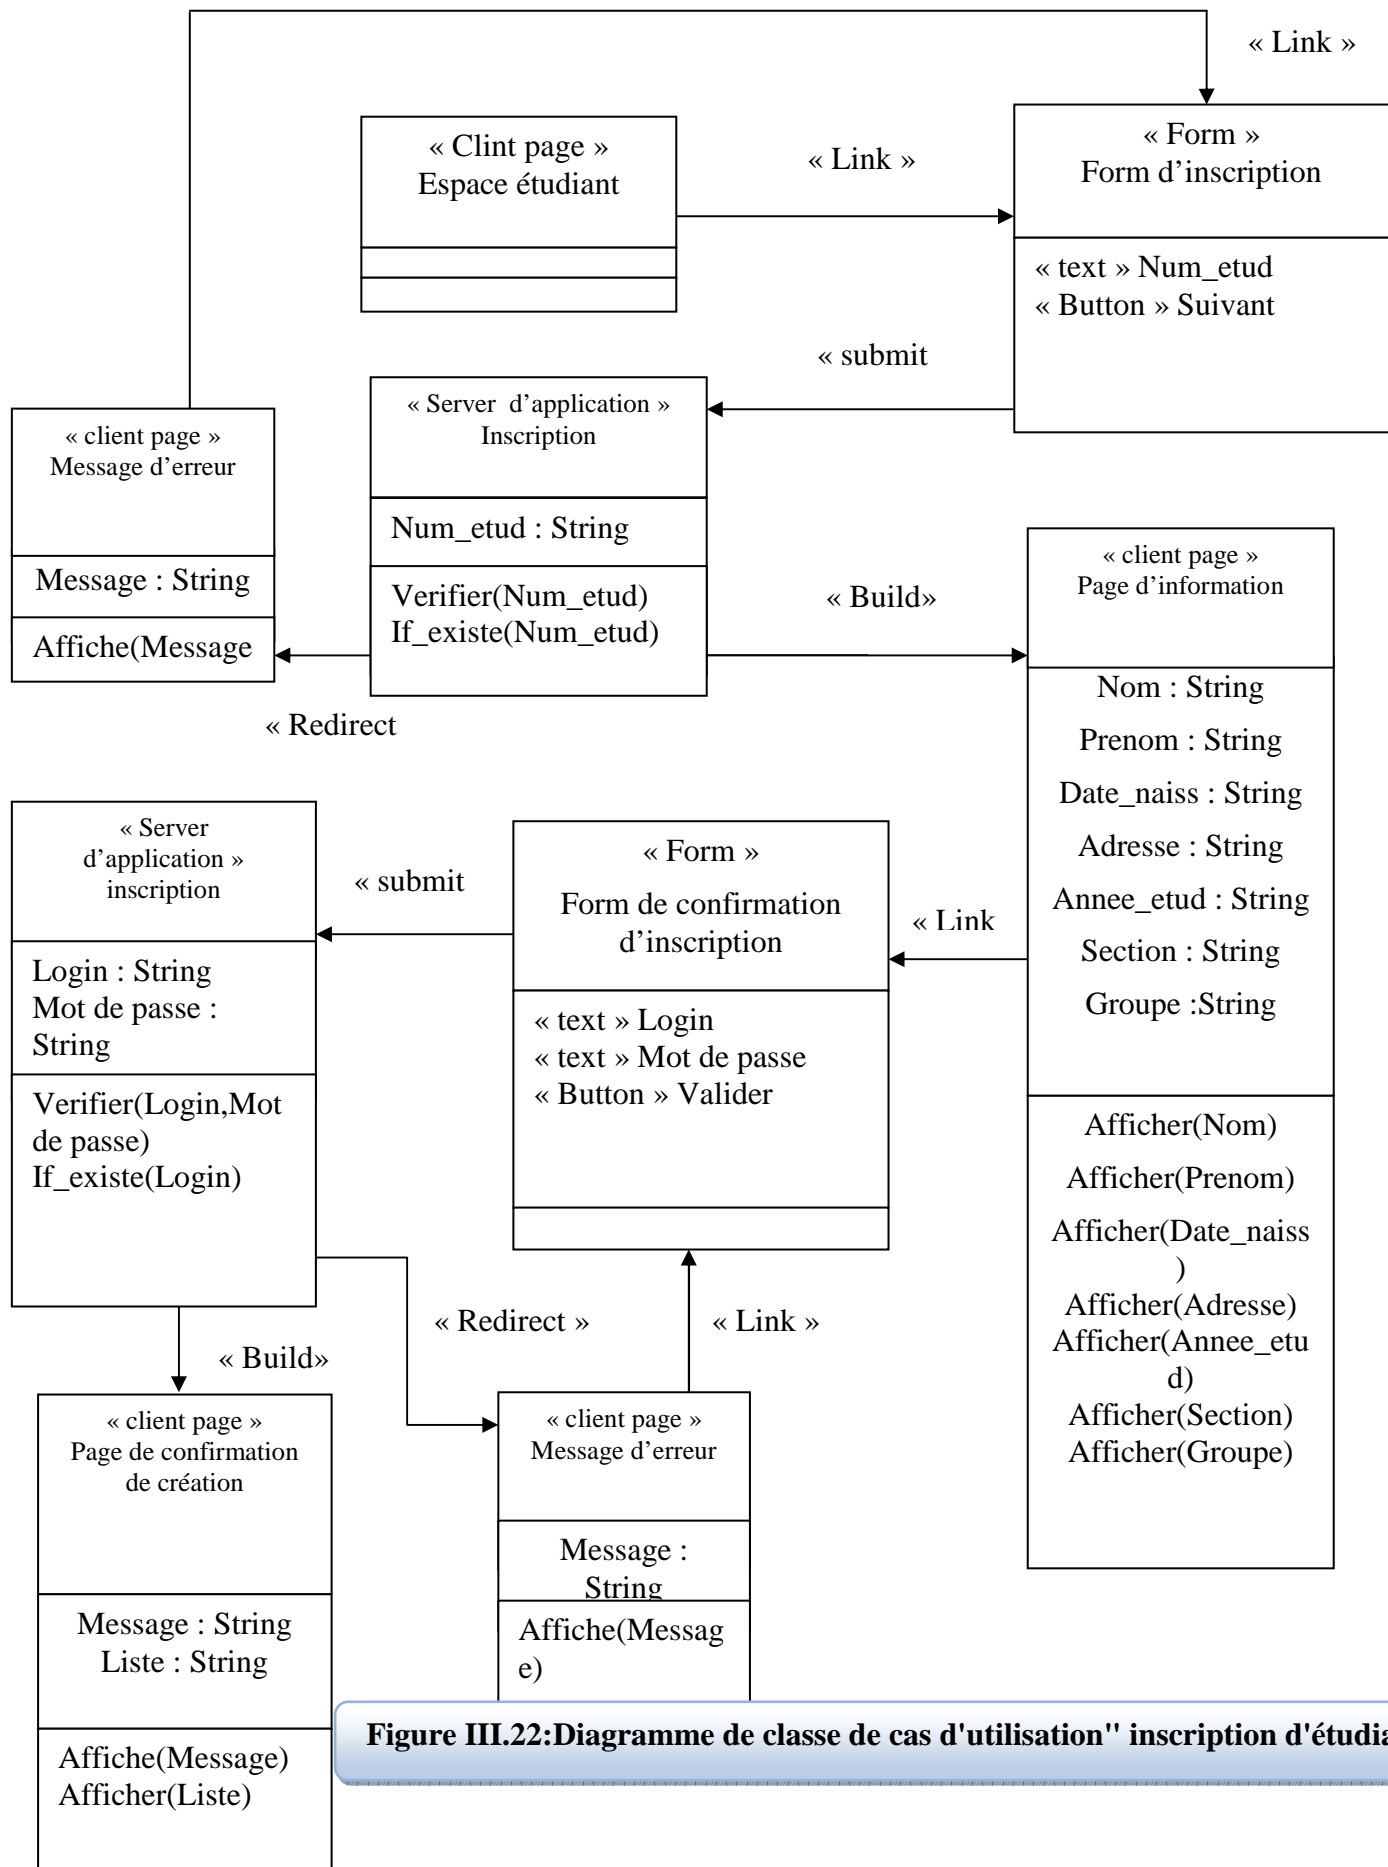 « Link »
« Clint page »
Espace étudiant
« Link »
« Form »
Form d’inscription
« text » Num_etud
« Button » Suivant
« submit
« client page »
Message d’erreur
Message : String
Affiche(Message
« Server  d’application »
Inscription
Num_etud : String
Verifier(Num_etud)
If_existe(Num_etud)
« Build»
« Redirect
« client page »
Page d’information
Nom : String
Prenom : String
Date_naiss : String
Adresse : String
Annee_etud : String
Section : String
Groupe :String
Afficher(Nom)
Afficher(Prenom)
Afficher(Date_naiss
)
Afficher(Adresse)
Afficher(Annee_etu
d)
Afficher(Section)
Afficher(Groupe)
« Server
d’application »
inscription
Login : String
Mot de passe :
String
Verifier(Login,Mot
de passe)
If_existe(Login)
« submit
« Form »
Form de confirmation
d’inscription
« text » Login
« text » Mot de passe
« Button » Valider
« Link
« Redirect »
« Link »
« Build»
« client page »
Page de confirmation
de création
Message : String
Liste : String
Affiche(Message)
Afficher(Liste)
« client page »
Message d’erreur
Message :
String
Affiche(Messag
e)
Figure III.22:Diagramme de classe de cas d'utilisation" inscription d'étudia